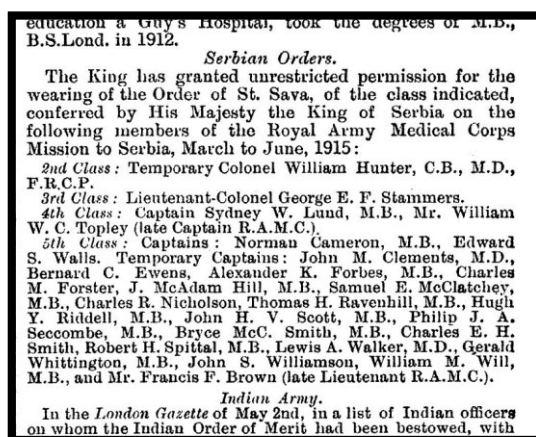 education a Guy's Hospital, took the degrees of M.B.,
B.S.Lond. in 1912.
Serbian Orders.
The King has granted unrestricted permission for the
wearing of the Order of St. Sava, of the class indicated,
conferred by His Majesty the King of Serbia on the
following members of the Royal Army Medical Corps
Mission to Serbia, March to June, 1915:
2nd Class: Temporary Colonel William Hunter, C.B., M.D.,
F.R.C.P.
3rd Class: Lieutenant-Colonel George E. F. Stammers.
4th Class: Captain Sydney W. Lund, M.B., Mr. William
W. C. Topley (late Captain R.A.M.C.).
5th Class: Captains: Norman Cameron, M.B., Edward
S. Walls. Temporary Captains: John M. Clements, M.D.,
Bernard C. Ewens, Alexander K. Forbes, M.B., Charles
M. Forster, J. McAdam Hill, M.B., Samuel E. McClatchey,
M.B., Charles R. Nicholson, Thomas H. Ravenhill, M.B., Hugh
Y. Riddell, M.B., John H. V. Scott, M.B., Philip J. A.
Seccombe, M.B., Bryce McC. Smith, M.B., Charles E. H.
Smith, Robert H. Spittal, M.B., Lewis A. Walker, M.D., Gerald
Whittington, M.B., John S. Williamson, William M. Will,
M.B., and Mr. Francis F. Brown (late Lieutenant R.A.M.C.).
Indian Army.
In the London Gazette of May 2nd, in a list of Indian officers
on whom the Indian Order of Merit had been bestowed, with